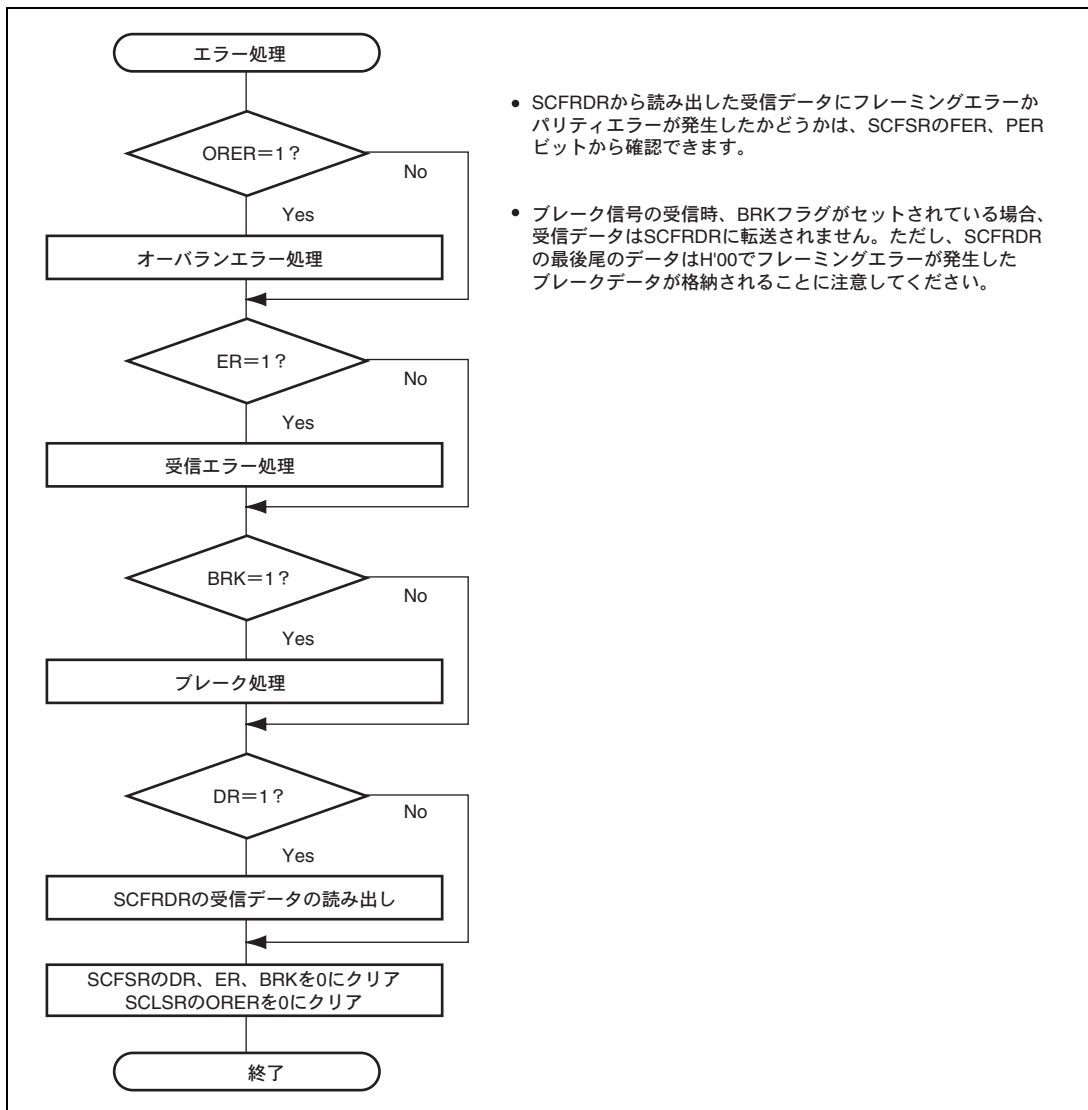 エラー処理
ORER＝1？
No
Yes
オーバランエラー処理
ER＝1？
No
Yes
受信エラー処理
BRK＝1？
No
Yes
ブレーク処理
DR＝1？
No
Yes
SCFRDRの受信データの読み出し
SCFSRのDR、ER、BRKを0にクリア
SCLSRのORERを0にクリア
終了
● SCFRDRから読み出した受信データにフレーミングエラーか
パリティエラーが発生したかどうかは、SCFSRのFER、PER
ビットから確認できます。
● ブレーク信号の受信時、BRKフラグがセットされている場合、
受信データはSCFRDRに転送されません。ただし、SCFRDR
の最後尾のデータはH'00でフレーミングエラーが発生した
ブレークデータが格納されることに注意してください。